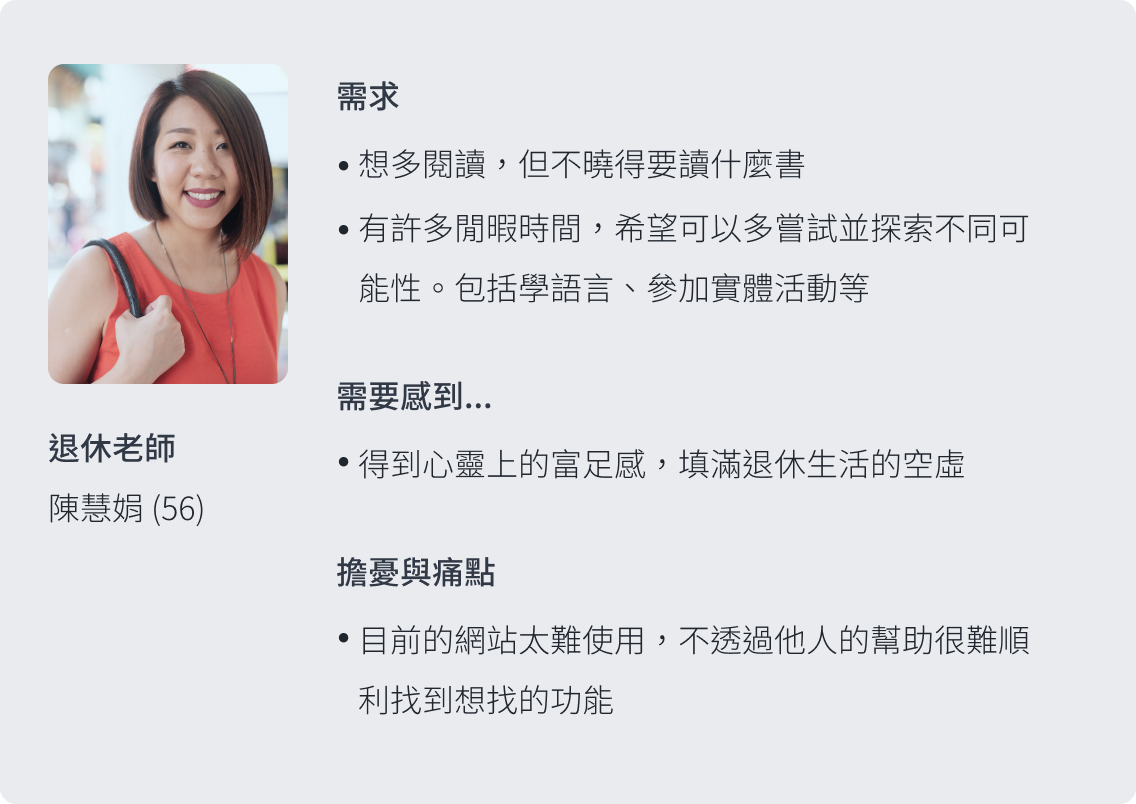 需求
• 想多閱讀，但不曉得要讀什麼書
• 有許多閒暇時間，希望可以多嘗試並探索不同可
能性。包括學語言、參加實體活動等
需要感到...
• 得到心靈上的富足感，填滿退休生活的空虛
退休老師
陳慧娟 (56)
擔憂與痛點
• 目前的網站太難使用，不透過他人的幫助很難順
利找到想找的功能